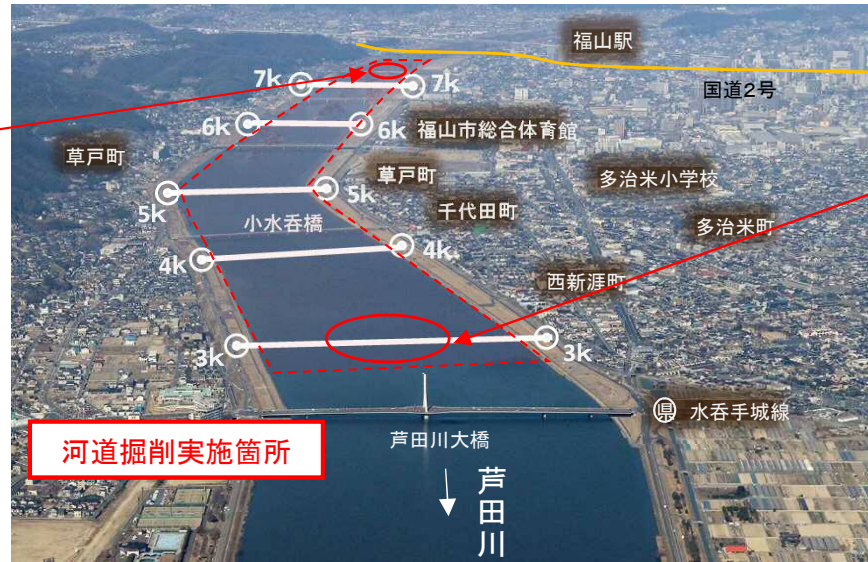 福山駅
国道2号
7k
7k
6k
6k
福山市総合体育館
草戸町
草戸町
多治米小学校
5k
5k
千代田町
多治米町
小水呑橋
4k
4k
西新涯町
3k
3k
県 水呑手城線
河道掘削実施箇所
芦田川大橋
芦田川